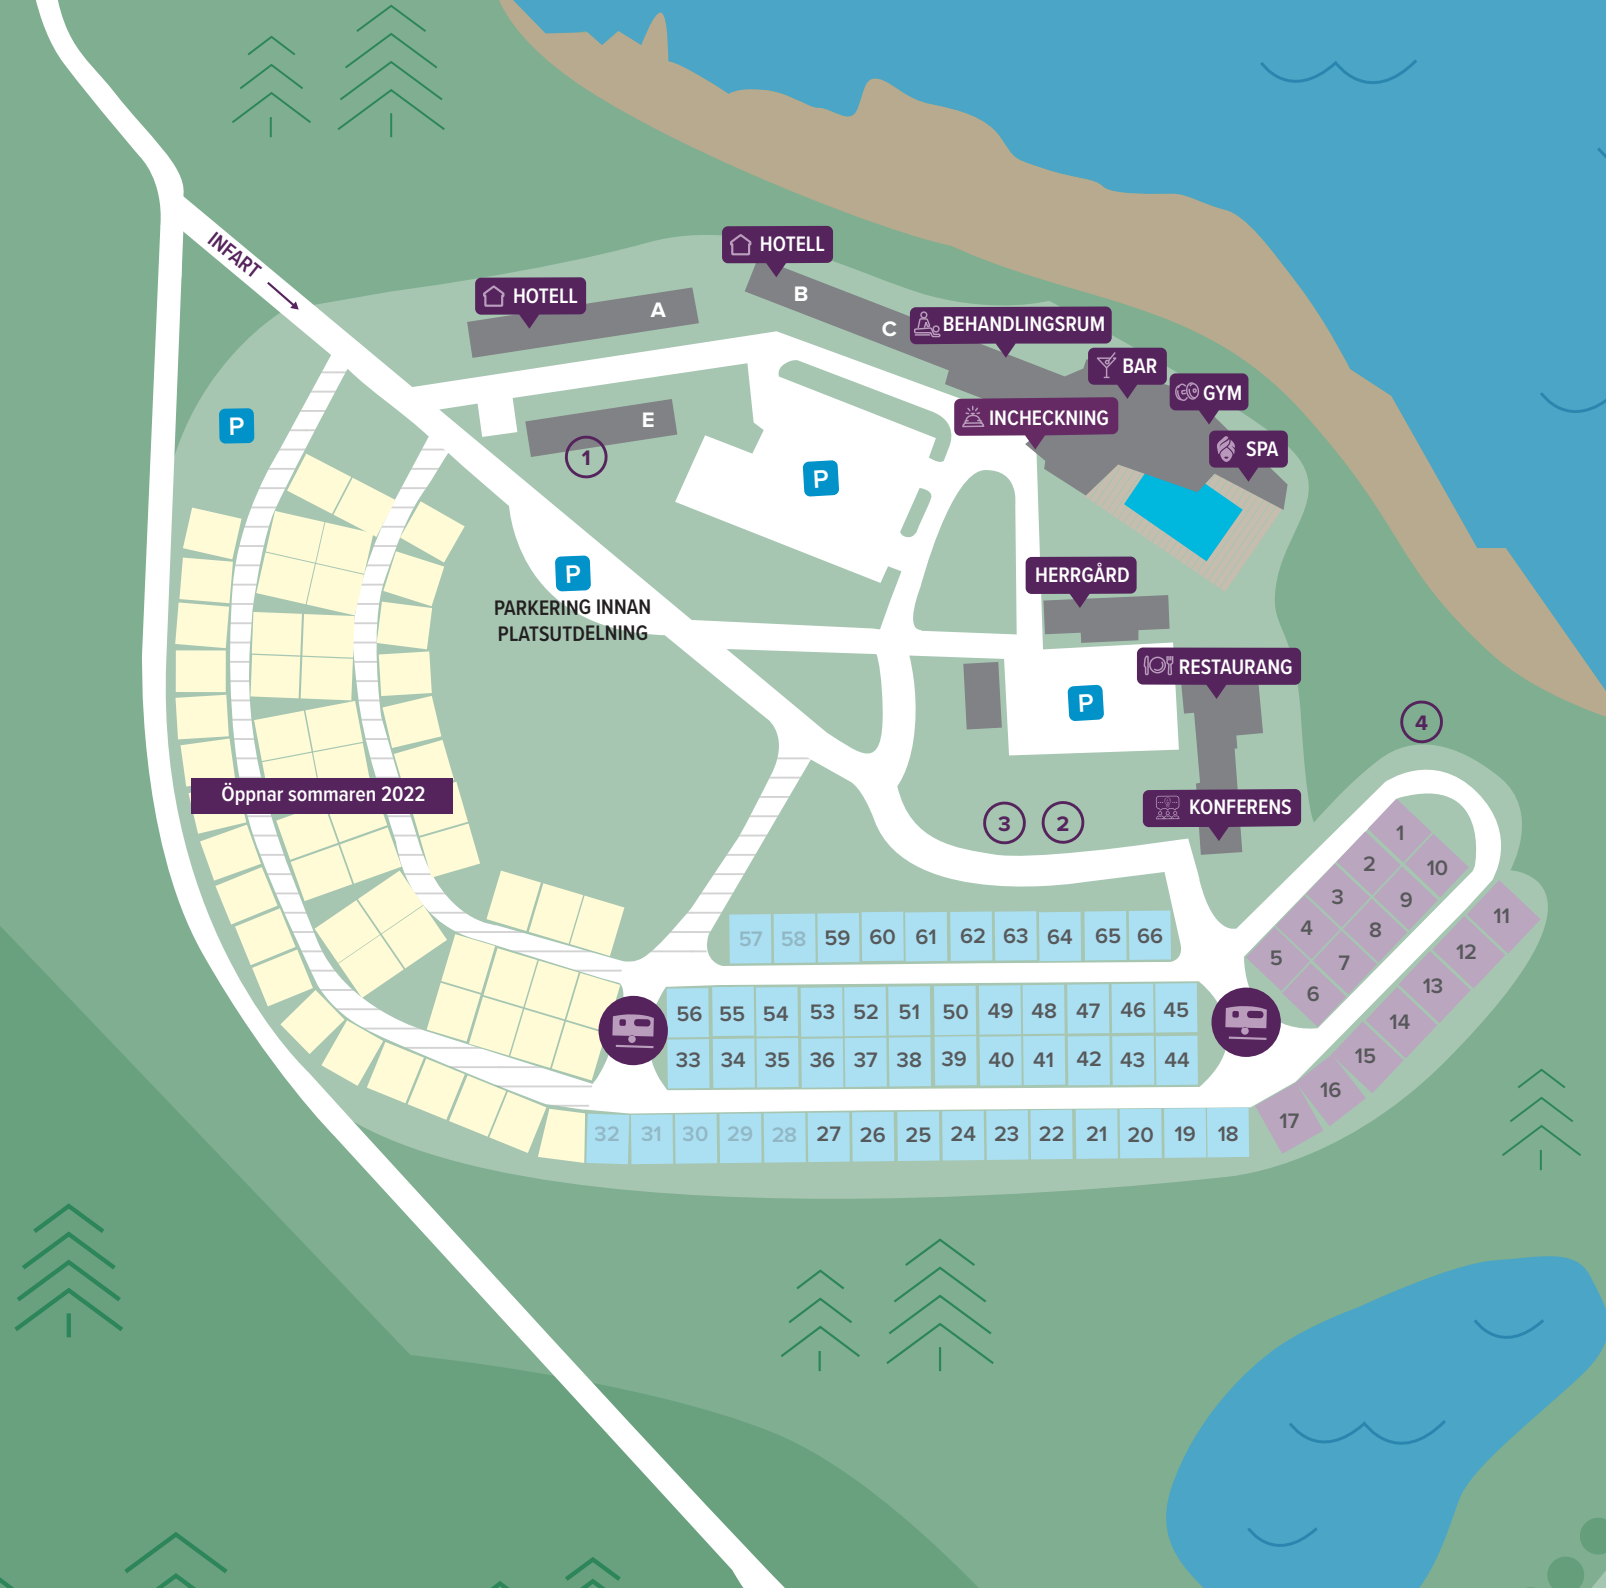 INFART
HOTELL
HOTELL
A
B
C
BEHANDLINGSRUM
BAR
GYM
INCHECKNING
SPA
E
1
P
P
P
PARKERING INNAN
PLATSUTDELNING
HERRGÅRD
RESTAURANG
P
4
Öppnar sommaren 2022
KONFERENS
3
2
1
2
10
3
9
4
8
5
7
6
11
12
13
14
15
16
17
57 58 59 60 61 62 63 64 65 66
56 55 54 53 52 51 50 49 48 47 46 45
33 34 35 36 37 38 39 40 41 42 43 44
32 31 30 29 28 27 26 25 24 23 22 21 20 19 18